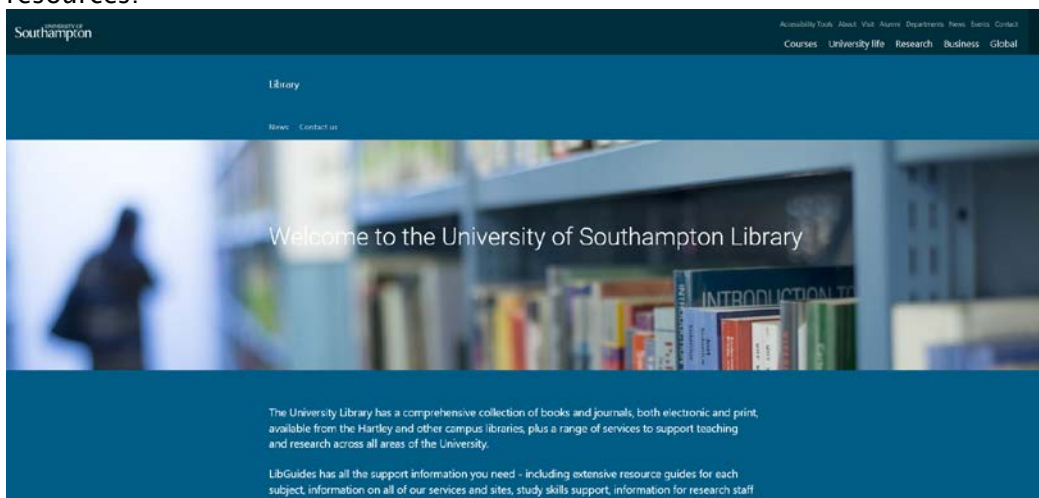 resources.
UNIVERSITY OF
Southampton
Accessibility Tools About Visit Alumni Departments News Events Contact
Courses University life Research Business Global
Library
News Contact us
Welcome to the University of Southampton Library
INTRODUCTION TO
The University Library has a comprehensive collection of books and journals, both electronic and print,
available from the Hartley and other campus libraries, plus a range of services to support teaching
and research across all areas of the University.
LibGuides has all the support information you need - including extensive resource guides for each
subject, information on all of our services and sites, study skills support, information for research staff